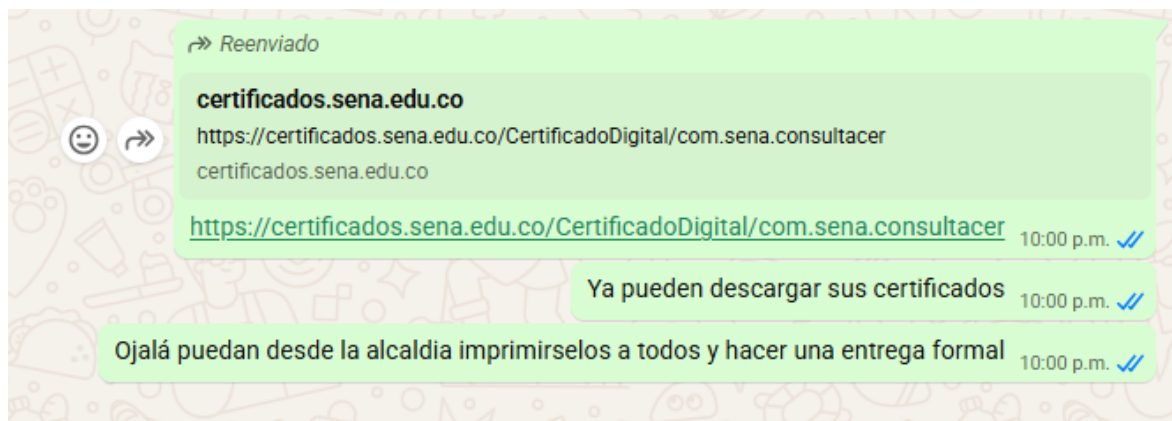 Reenviado
certificados.sena.edu.co
https://certificados.sena.edu.co/CertificadoDigital/com.sena.consultacer
certificados.sena.edu.co
https://certificados.sena.edu.co/CertificadoDigital/com.sena.consultacer 10:00 p.m.
Ya pueden descargar sus certificados 10:00 p.m.
Ojalá puedan desde la alcaldia imprimirselos a todos y hacer una entrega formal 10:00 p.m.